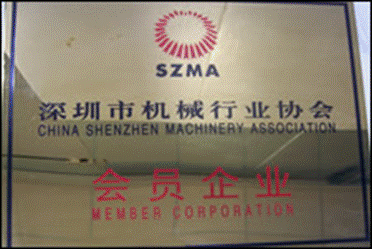 SZMA
深圳市机械行业协会
CHINA SHENZHEN MACHINERY ASSOCIATION
会员企业
MEMBER CORPORATION